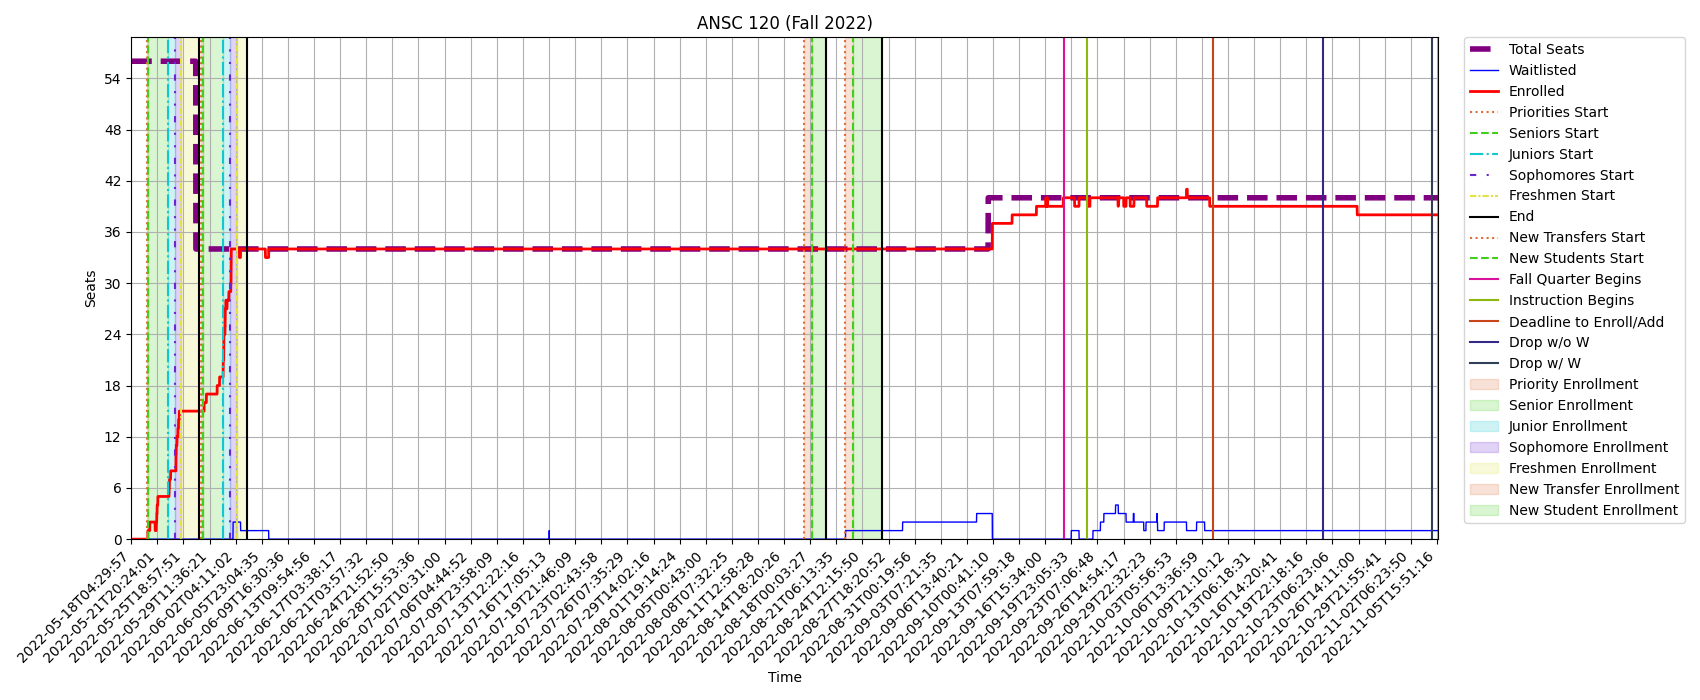 ANSC 120 (Fall 2022)
Seats
54
48
42
36
30
24
18
12
6
0
2022-05-18T04:29:57
2022-05-21T20:24:01
2022-05-25T18:57:51
2022-05-29T11:36:21
2022-06-02T04:11:02
2022-06-05T23:04:35
2022-06-09T16:30:36
2022-06-13T09:54:56
2022-06-17T03:38:17
2022-06-21T03:57:32
2022-06-24T21:52:50
2022-06-28T15:53:36
2022-07-02T10:31:00
2022-07-06T04:44:52
2022-07-09T23:58:09
2022-07-13T12:22:16
2022-07-16T17:05:13
2022-07-19T21:46:09
2022-07-23T02:43:58
2022-07-26T07:35:29
2022-07-29T14:02:16
2022-08-01T19:14:24
2022-08-05T00:43:00
2022-08-08T07:32:25
2022-08-11T12:58:28
2022-08-14T18:20:26
2022-08-18T00:03:27
2022-08-21T06:13:35
2022-08-24T12:15:50
2022-08-27T18:20:52
2022-08-31T00:19:56
2022-09-03T07:21:35
2022-09-06T13:40:21
2022-09-10T00:41:10
2022-09-13T07:59:18
2022-09-16T15:34:00
2022-09-19T23:05:33
2022-09-23T07:06:48
2022-09-26T14:54:17
2022-09-29T22:32:23
2022-10-03T05:56:53
2022-10-06T13:36:59
2022-10-09T21:10:12
2022-10-13T06:18:31
2022-10-16T14:20:41
2022-10-19T22:18:16
2022-10-23T06:23:06
2022-10-26T14:11:00
2022-10-29T21:55:41
2022-11-02T06:23:50
2022-11-05T15:51:16
Time
Total Seats
Waitlisted
Enrolled
Priorities Start
Seniors Start
Juniors Start
Sophomores Start
Freshmen Start
End
New Transfers Start
New Students Start
Fall Quarter Begins
Instruction Begins
Deadline to Enroll/Add
Drop w/o W
Drop w/ W
Priority Enrollment
Senior Enrollment
Junior Enrollment
Sophomore Enrollment
Freshmen Enrollment
New Transfer Enrollment
New Student Enrollment